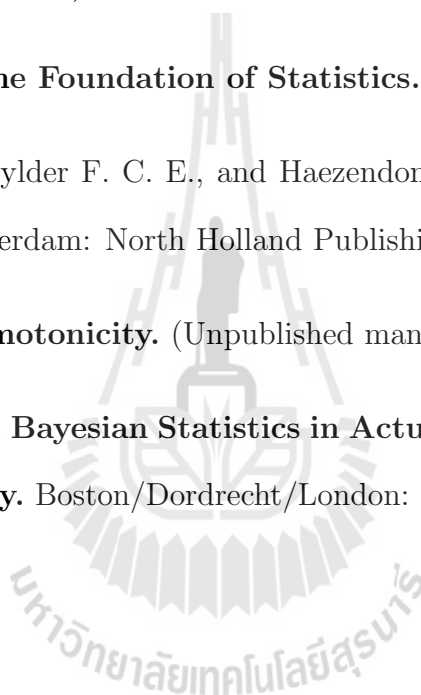 ne Foundation of Statistics.
ylder F. C. E., and Haezendon
erdam: North Holland Publishi
motonicity. (Unpublished man
. Bayesian Statistics in Actu
y. Boston/Dordrecht/London:
มหาวิทยาลัยเทคโนโลยีสุรนารี